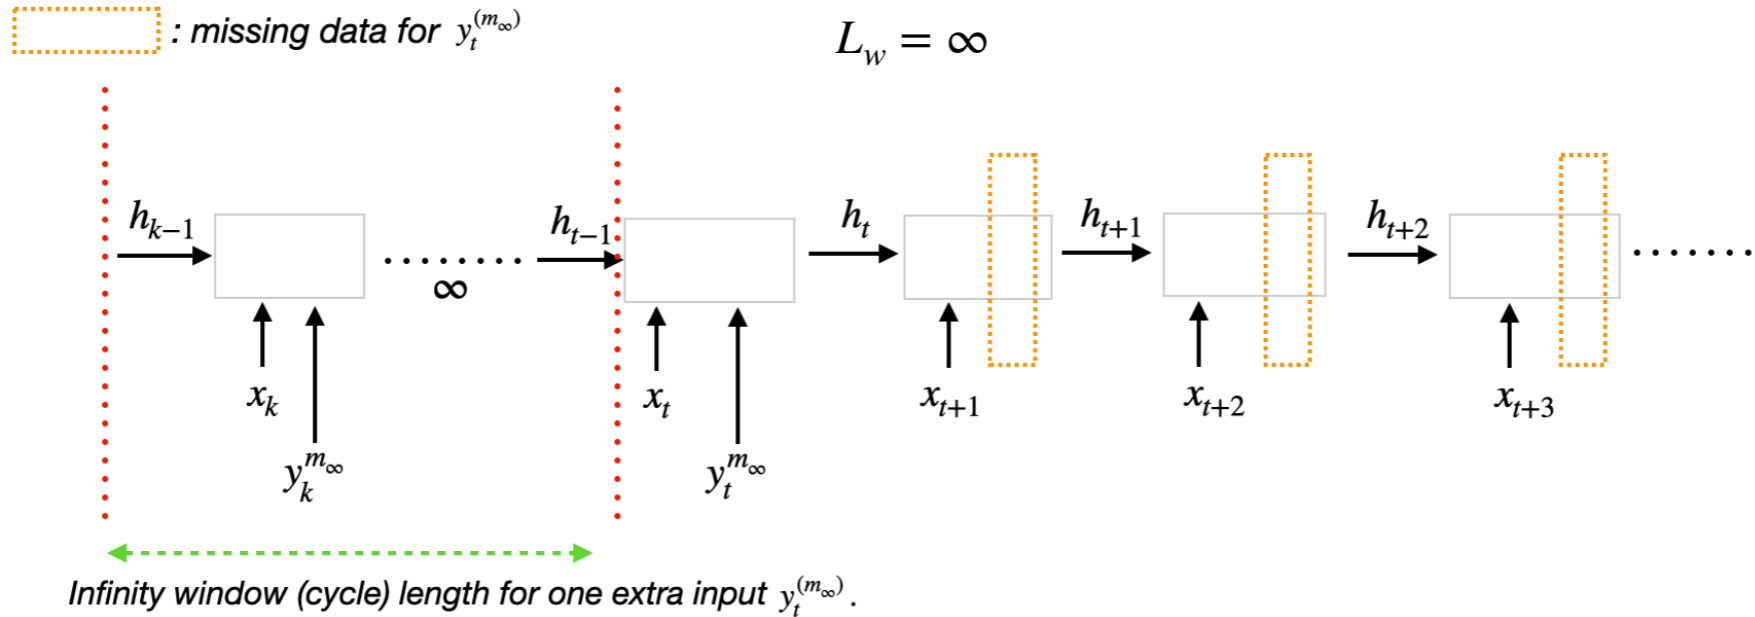 : missing data for y_t^{(m_∞)}
L_w = ∞
h_{k−1}
h_{t−1}
h_t
h_{t+1}
h_{t+2}
∞
x_k
x_t
x_{t+1}
x_{t+2}
x_{t+3}
y_k^{m_∞}
y_t^{m_∞}
Infinity window (cycle) length for one extra input y_t^{(m_∞)} .